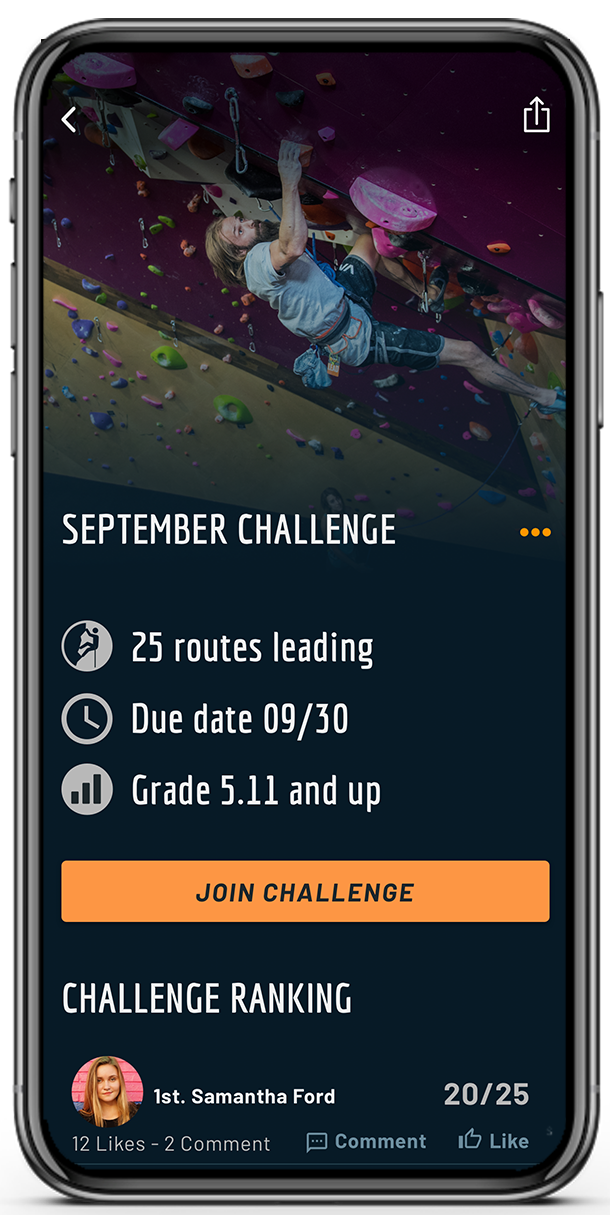 SEPTEMBER CHALLENGE
25 routes leading
Due date 09/30
Grade 5.11 and up
JOIN CHALLENGE
CHALLENGE RANKING
1st. Samantha Ford 20/25
12 Likes - 2 Comment Comment Like